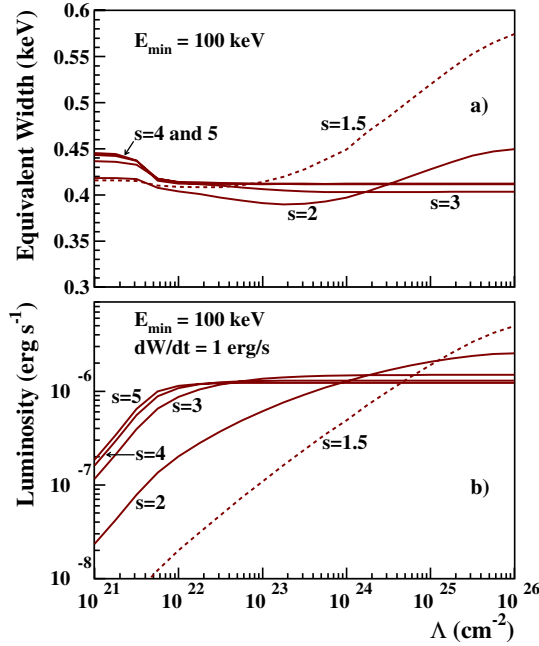 Equivalent Width (keV)
0.6
0.55
0.5
0.45
0.4
0.35
0.3
E_min = 100 keV
a)
s=4 and 5
s=1.5
s=2
s=3
Luminosity (erg s^-1)
10^-6
10^-7
10^-8
E_min = 100 keV
dW/dt = 1 erg/s
s=5
s=3
s=4
s=2
s=1.5
b)
10^21
10^22
10^23
10^24
10^25
10^26
Λ (cm^-2)